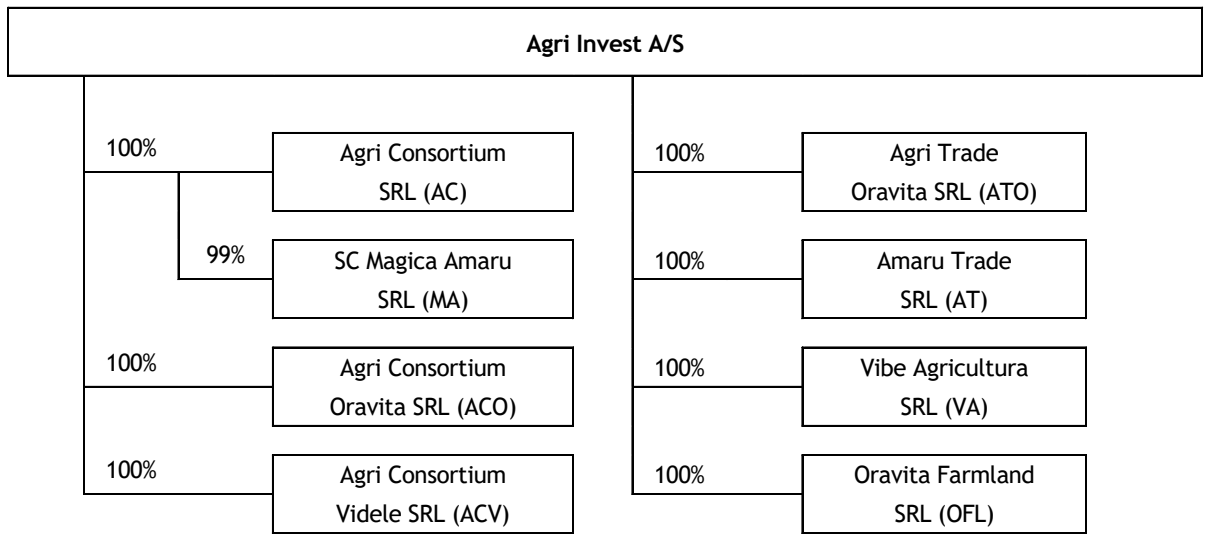 Agri Invest A/S
100%
Agri Consortium
SRL (AC)
99%
SC Magica Amaru
SRL (MA)
100%
Agri Consortium
Oravita SRL (ACO)
100%
Agri Consortium
Videle SRL (ACV)
100%
Agri Trade
Oravita SRL (ATO)
100%
Amaru Trade
SRL (AT)
100%
Vibe Agricultura
SRL (VA)
100%
Oravita Farmland
SRL (OFL)